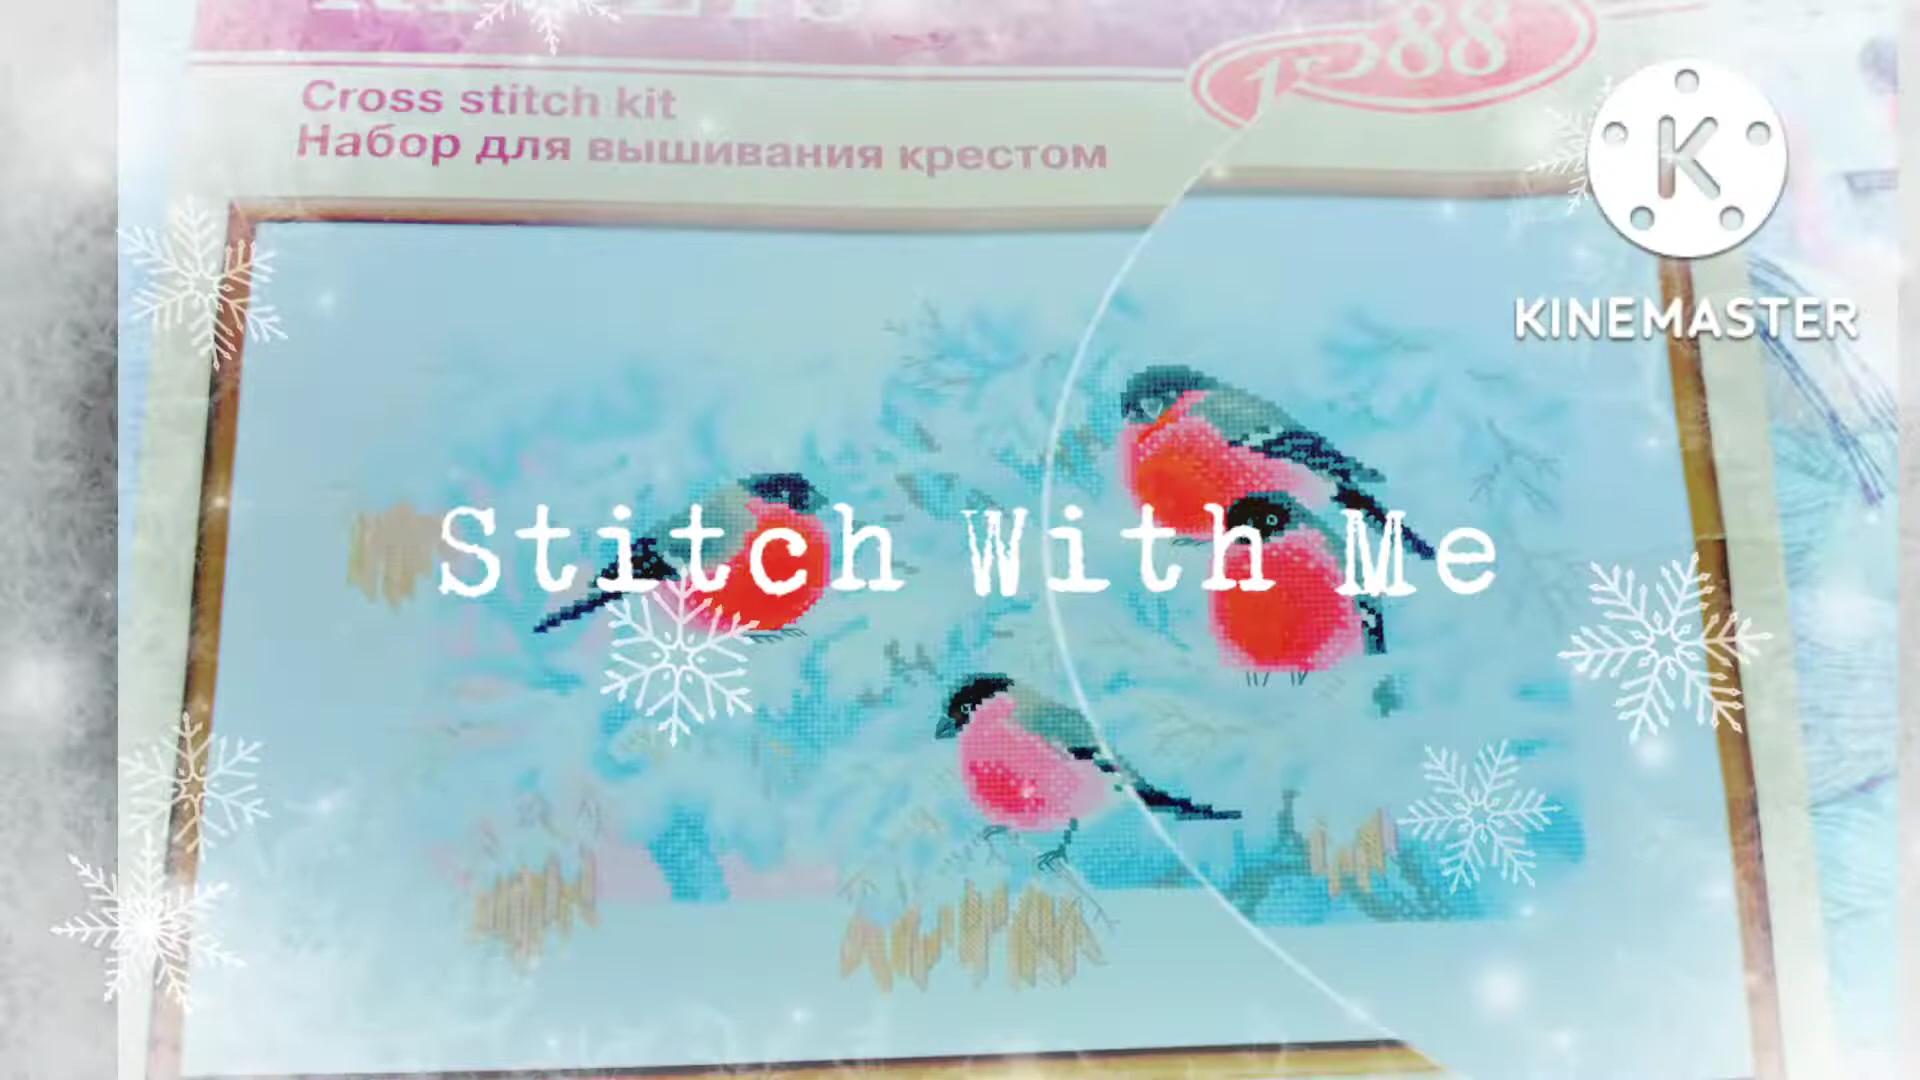 Cross stitch kit
Набор для вышивания крестом
K
KINEMASTER
Stitch With Me